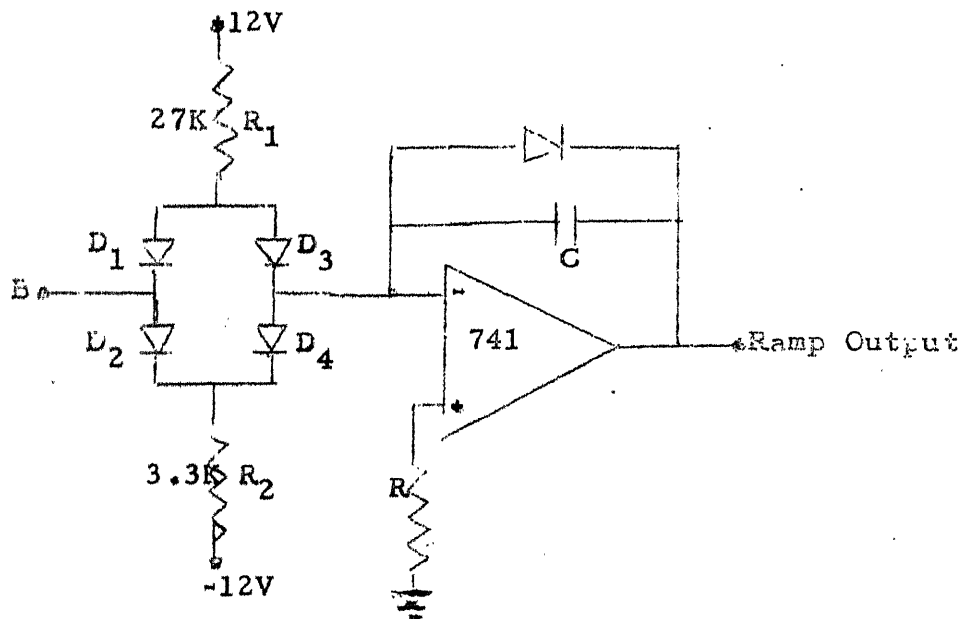 12V
27K R1
D1 D3
C
B
-
D2 D4
741
Ramp Output
+
3.3K R2
R
-12V